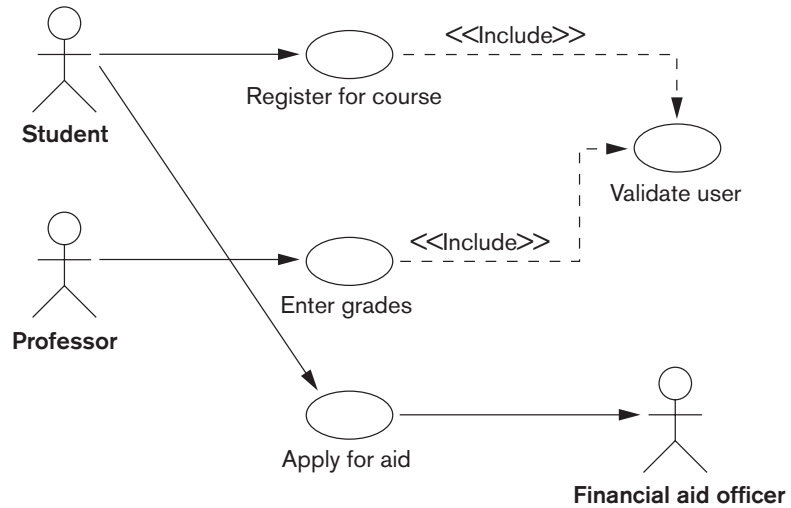 <<Include>>
Register for course
Student
Validate user
<<Include>>
Enter grades
Professor
Apply for aid
Financial aid officer